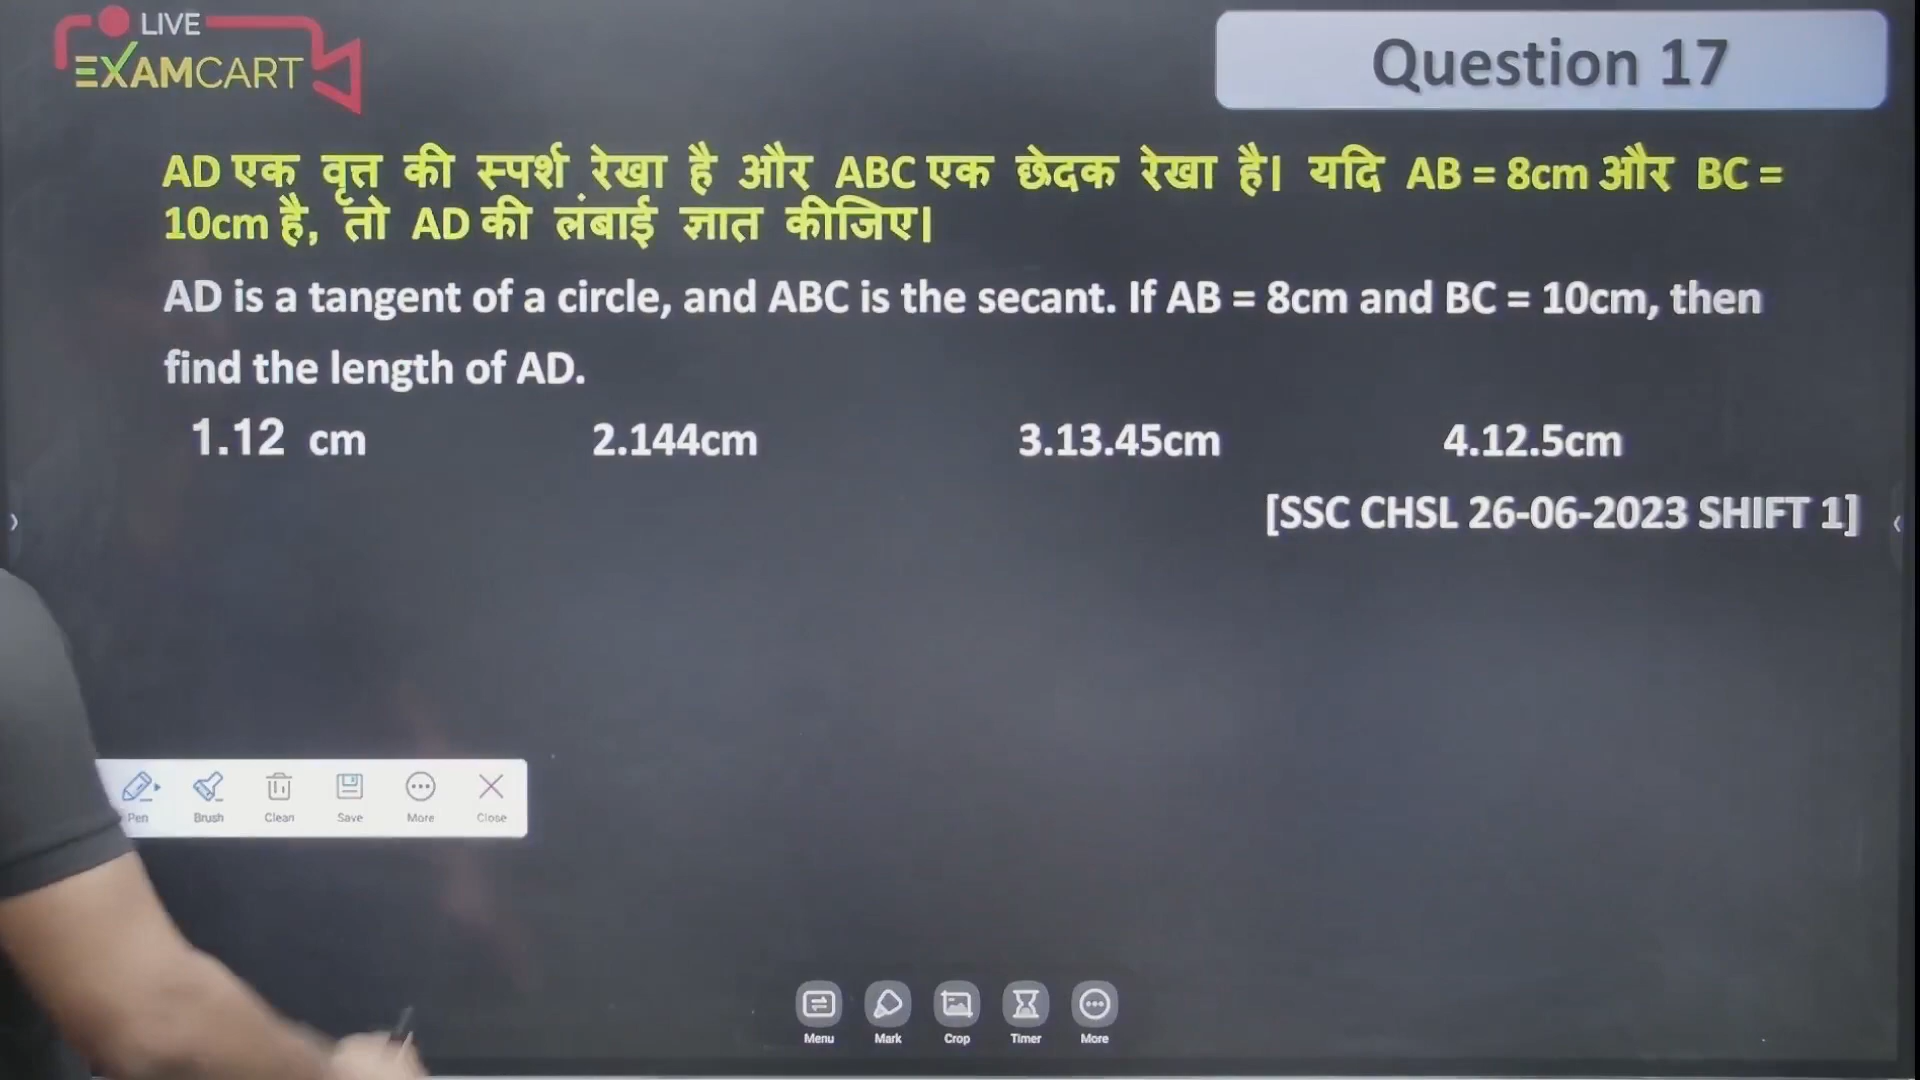 LIVE
EXAMCART
Question 17
AD एक वृत्त की स्पर्श रेखा है और ABC एक छेदक रेखा है। यदि AB = 8cm और BC =
10cm है, तो AD की लंबाई ज्ञात कीजिए।
AD is a tangent of a circle, and ABC is the secant. If AB = 8cm and BC = 10cm, then
find the length of AD.
1.12 cm 2.144cm 3.13.45cm 4.12.5cm
[SSC CHSL 26-06-2023 SHIFT 1]
Pen Brush Clean Save More Close
Menu Mark Crop Timer More